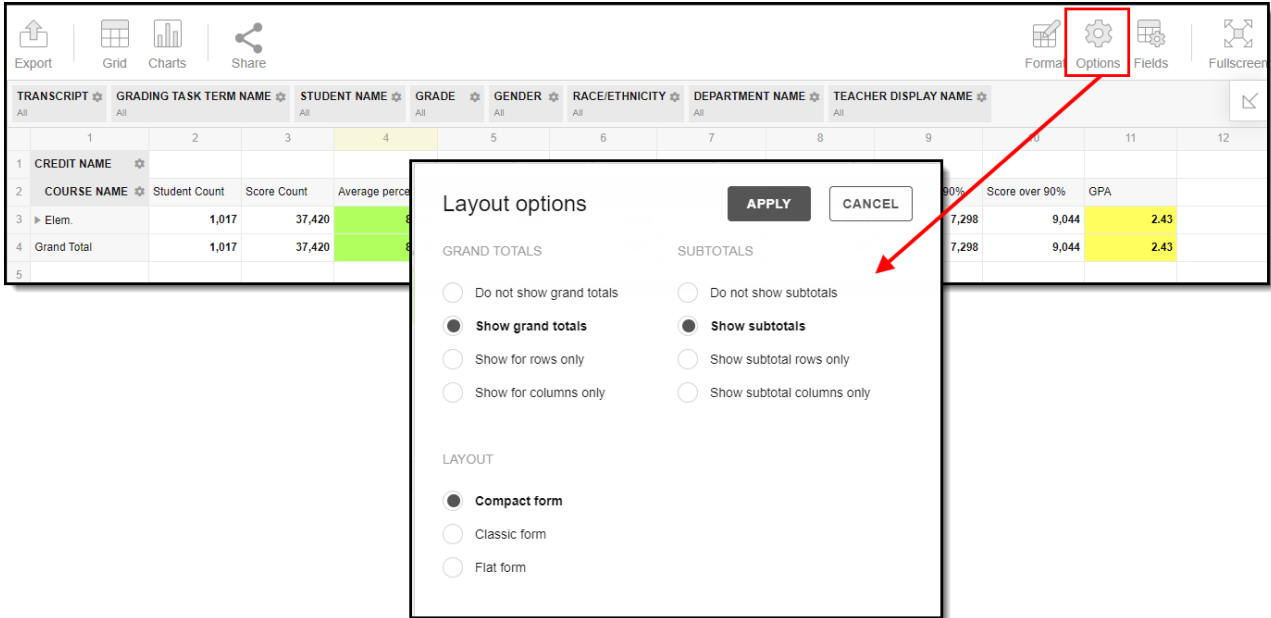 Export Grid Charts Share Format Options Fields Fullscreen
TRANSCRIPT GRADING TASK TERM NAME STUDENT NAME GRADE GENDER RACE/ETHNICITY DEPARTMENT NAME TEACHER DISPLAY NAME
All All All All All All All All
1 2 3 4 5 6 7 8 9 10 11 12
1 CREDIT NAME
2 COURSE NAME Student Count Score Count Average perce 90% Score over 90% GPA
3 Elem. 1,017 37,420 8 7,298 9,044 2.43
4 Grand Total 1,017 37,420 8 7,298 9,044 2.43
5
Layout options APPLY CANCEL
GRAND TOTALS SUBTOTALS
Do not show grand totals Do not show subtotals
Show grand totals Show subtotals
Show for rows only Show subtotal rows only
Show for columns only Show subtotal columns only
LAYOUT
Compact form
Classic form
Flat form